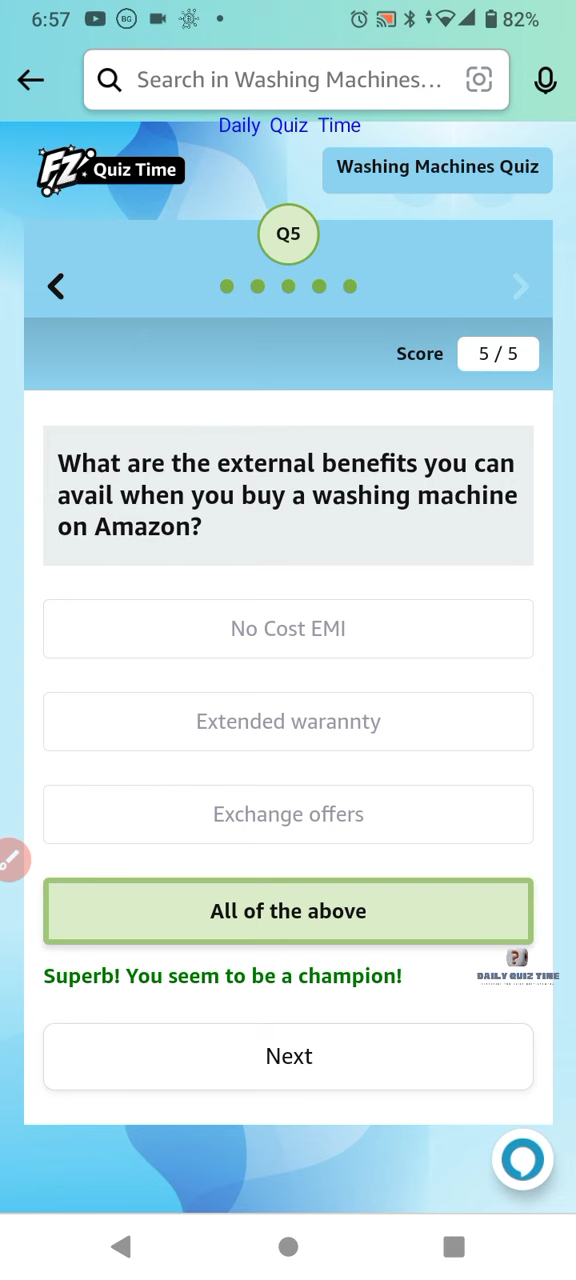 6:57
BG
82%
Search in Washing Machines...
Daily Quiz Time
FZ Quiz Time
Washing Machines Quiz
Q5
Score 5 / 5
What are the external benefits you can
avail when you buy a washing machine
on Amazon?
No Cost EMI
Extended warannty
Exchange offers
All of the above
Superb! You seem to be a champion!
?
DAILY QUIZ TIME
Next